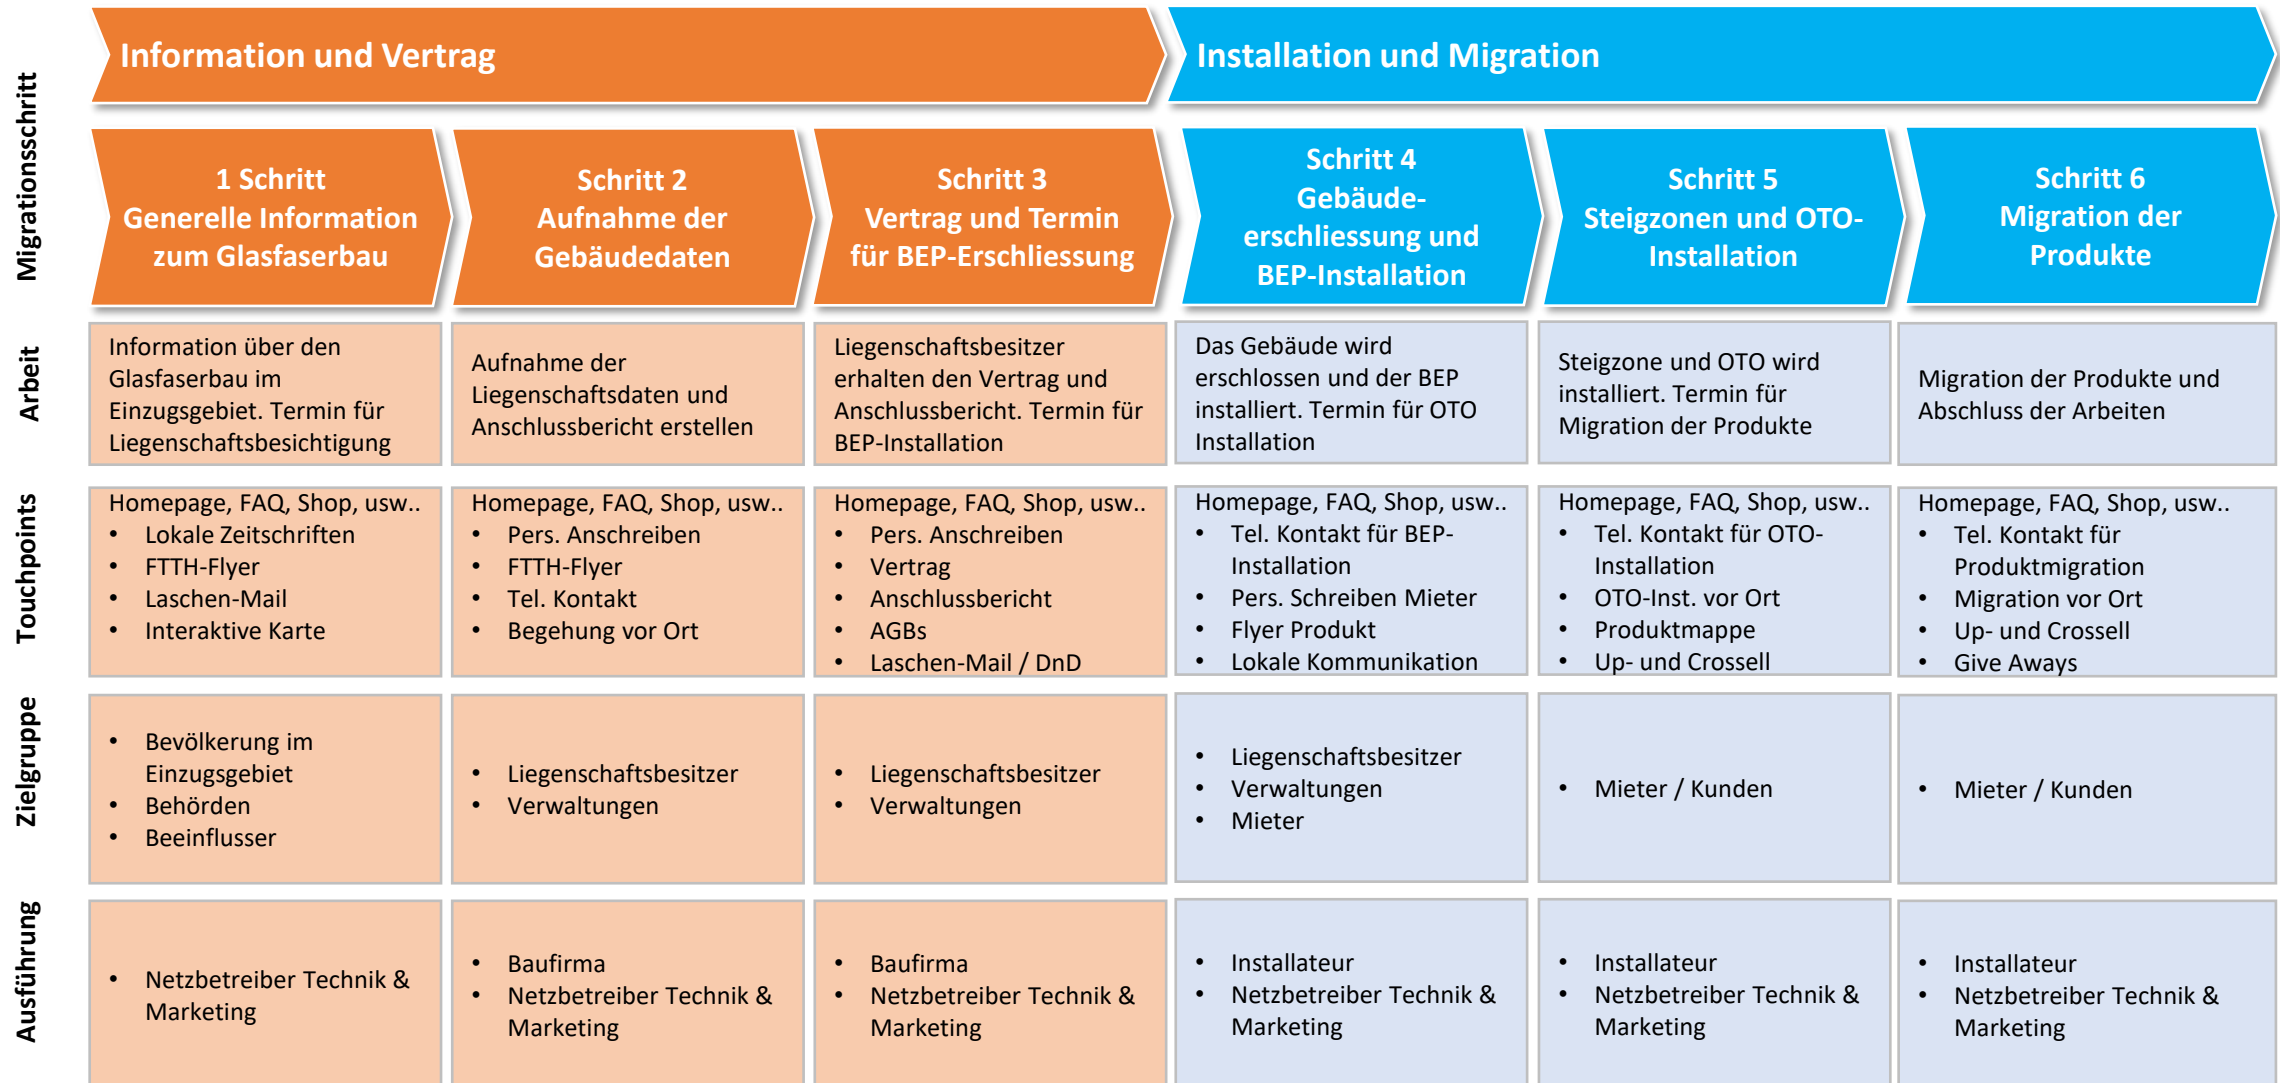 Information und Vertrag
Installation und Migration
Migrationsschritt
1 Schritt
Generelle Information
zum Glasfaserbau
Schritt 2
Aufnahme der
Gebäudedaten
Schritt 3
Vertrag und Termin
für BEP-Erschliessung
Schritt 4
Gebäude-
erschliessung und
BEP-Installation
Schritt 5
Steigzonen und OTO-
Installation
Schritt 6
Migration der
Produkte
Arbeit
Information über den
Glasfaserbau im
Einzugsgebiet. Termin für
Liegenschaftsbesichtigung
Aufnahme der
Liegenschaftsdaten und
Anschlussbericht erstellen
Liegenschaftsbesitzer
erhalten den Vertrag und
Anschlussbericht. Termin für
BEP-Installation
Das Gebäude wird
erschlossen und der BEP
installiert. Termin für OTO
Installation
Steigzone und OTO wird
installiert. Termin für
Migration der Produkte
Migration der Produkte und
Abschluss der Arbeiten
Touchpoints
Homepage, FAQ, Shop, usw..
• Lokale Zeitschriften
• FTTH-Flyer
• Laschen-Mail
• Interaktive Karte
Homepage, FAQ, Shop, usw..
• Pers. Anschreiben
• FTTH-Flyer
• Tel. Kontakt
• Begehung vor Ort
Homepage, FAQ, Shop, usw..
• Pers. Anschreiben
• Vertrag
• Anschlussbericht
• AGBs
• Laschen-Mail / DnD
Homepage, FAQ, Shop, usw..
• Tel. Kontakt für BEP-
Installation
• Pers. Schreiben Mieter
• Flyer Produkt
• Lokale Kommunikation
Homepage, FAQ, Shop, usw..
• Tel. Kontakt für OTO-
Installation
• OTO-Inst. vor Ort
• Produktmappe
• Up- und Crossell
Homepage, FAQ, Shop, usw..
• Tel. Kontakt für
Produktmigration
• Migration vor Ort
• Up- und Crossell
• Give Aways
Zielgruppe
• Bevölkerung im
Einzugsgebiet
• Behörden
• Beeinflusser
• Liegenschaftsbesitzer
• Verwaltungen
• Liegenschaftsbesitzer
• Verwaltungen
• Liegenschaftsbesitzer
• Verwaltungen
• Mieter
• Mieter / Kunden
• Mieter / Kunden
Ausführung
• Netzbetreiber Technik &
Marketing
• Baufirma
• Netzbetreiber Technik &
Marketing
• Baufirma
• Netzbetreiber Technik &
Marketing
• Installateur
• Netzbetreiber Technik &
Marketing
• Installateur
• Netzbetreiber Technik &
Marketing
• Installateur
• Netzbetreiber Technik &
Marketing